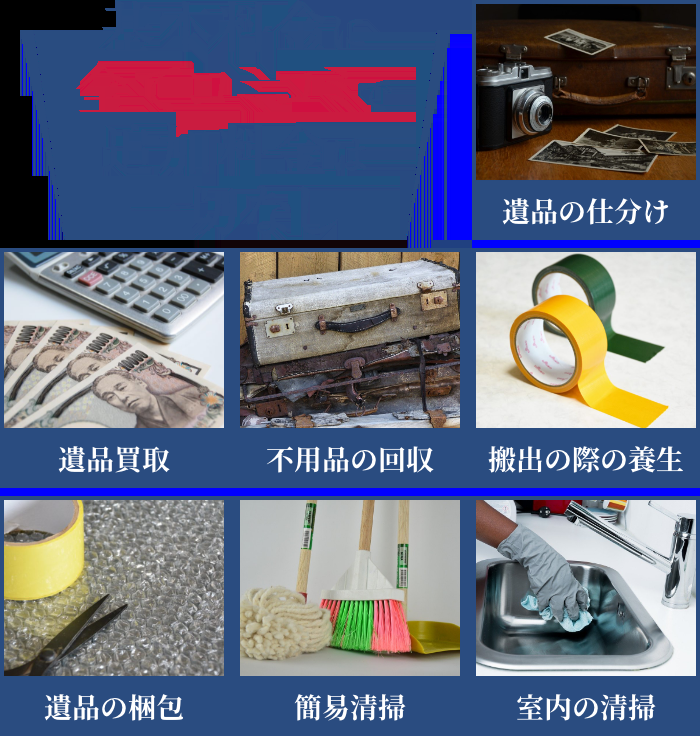 遺品の仕分け
遺品買取
不用品の回収
搬出の際の養生
遺品の梱包
簡易清掃
室内の清掃